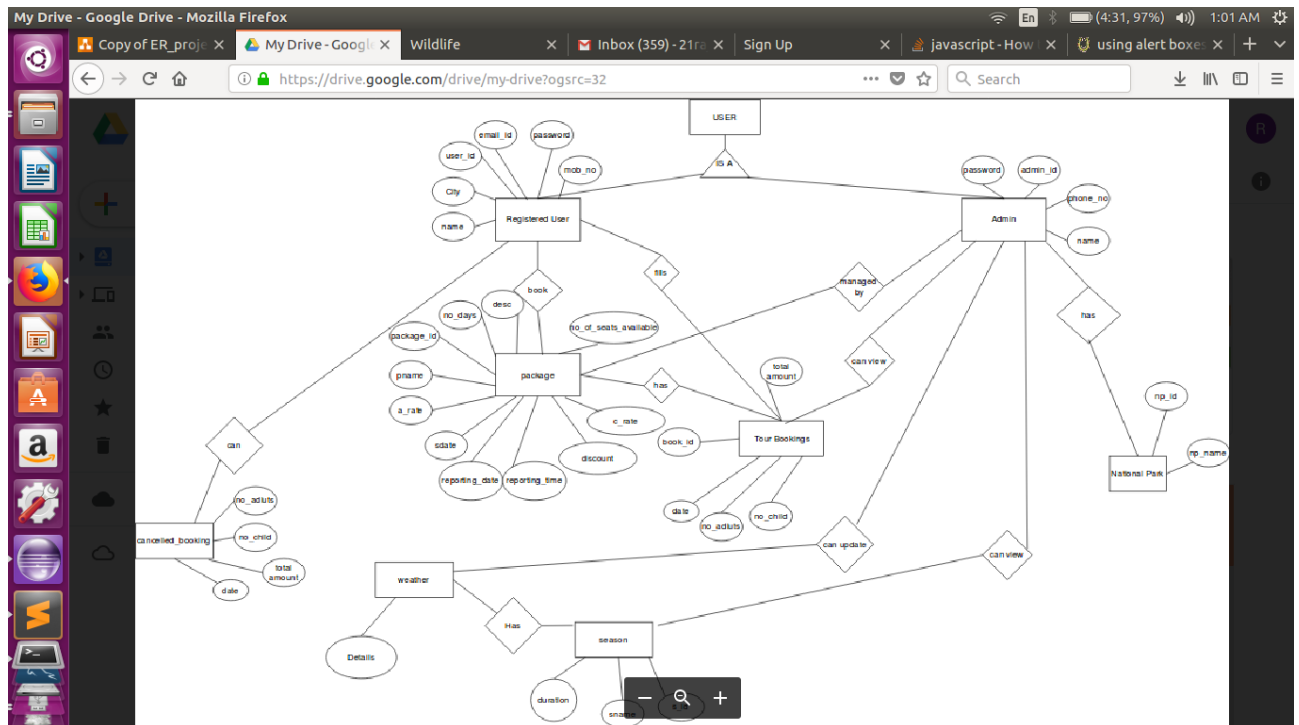 My Drive - Google Drive - Mozilla Firefox
En
(4:31, 97%)
1:01 AM
Copy of ER_proje
My Drive - Googl
Wildlife
Inbox (359) - 21ra
Sign Up
javascript - How
using alert boxes
https://drive.google.com/drive/my-drive?ogsrc=32
Search
R
USER
IS A
email_id
password
user_id
mob_no
City
name
Registered User
password
admin_id
phone_no
name
Admin
fills
managed
by
book
desc
no_days
no_of_seats_available
package_id
has
can view
total
amount
pname
package
has
a_rate
np_id
c_rate
sdate
book_id
Tour Bookings
can
discount
np_name
reporting_date
reporting_time
National Park
no_adluts
date
no_child
no_adluts
cancelled_booking
no_child
can update
can view
total
amount
weather
date
Has
season
Details
duration
sname